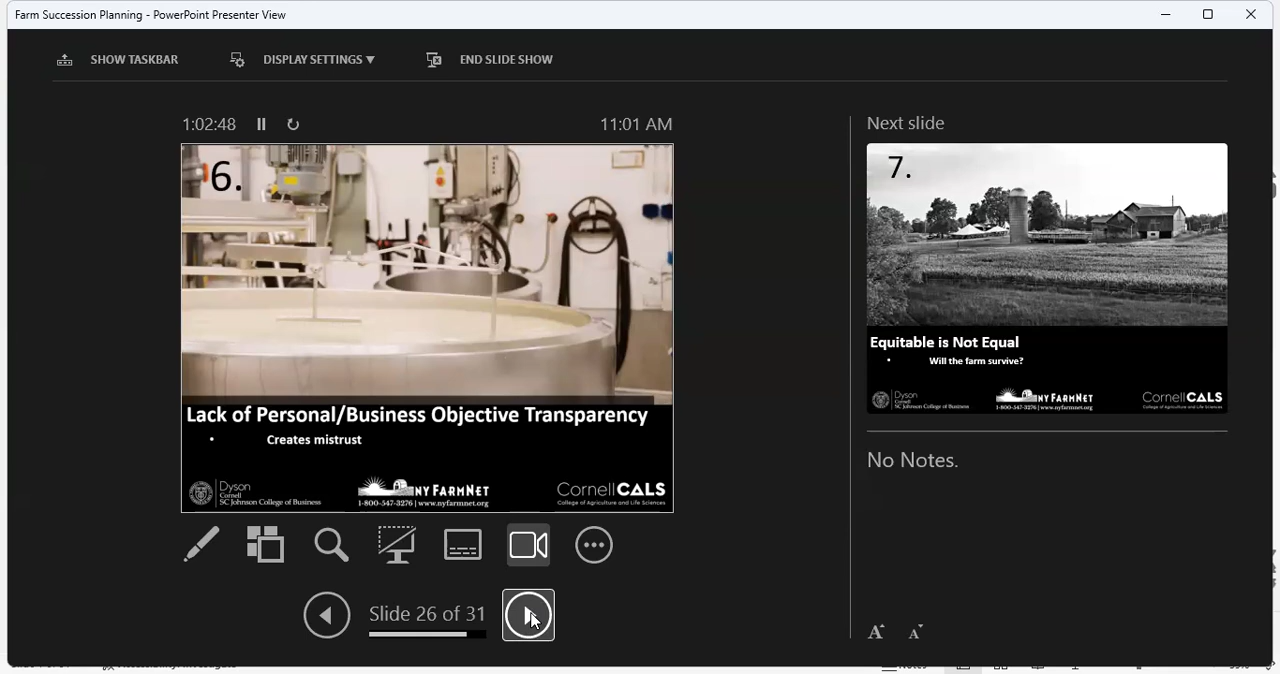 Farm Succession Planning - PowerPoint Presenter View
SHOW TASKBAR
DISPLAY SETTINGS ▼
END SLIDE SHOW
1:02:48
11:01 AM
6.
Lack of Personal/Business Objective Transparency
• Creates mistrust
Dyson
Cornell
SC Johnson College of Business
NY FARMNET
1-800-547-3276 | www.nyfarmnet.org
CornellCALS
College of Agriculture and Life Sciences
Slide 26 of 31
Next slide
7.
Equitable is Not Equal
• Will the farm survive?
Dyson
Cornell
SC Johnson College of Business
NY FARMNET
1-800-547-3276 | www.nyfarmnet.org
CornellCALS
College of Agriculture and Life Sciences
No Notes.
A
A